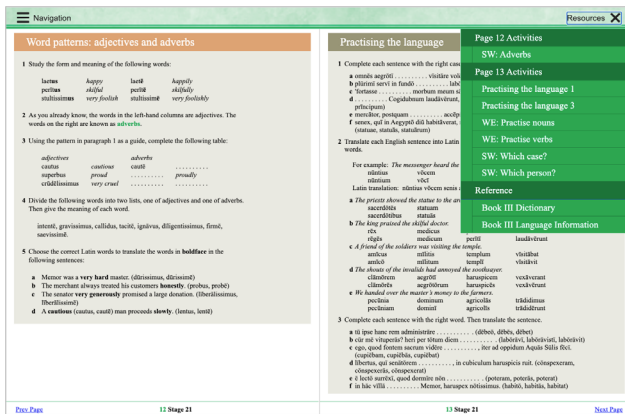 Navigation
Resources
Word patterns: adjectives and adverbs
1 Study the form and meaning of the following words:
laetus happy laetē happily
perītus skilful perītē skilfully
stultissimus very foolish stultissimē very foolishly
2 As you already know, the words in the left-hand columns are adjectives. The
words on the right are known as adverbs.
3 Using the pattern in paragraph 1 as a guide, complete the following table:
adjectives adverbs
cautus cautious cautē . . . . . . . . . .
superbus proud . . . . . . . . . . proudly
crūdēlissimus very cruel . . . . . . . . . . . . . . . . . . . .
4 Divide the following words into two lists, one of adjectives and one of adverbs.
Then give the meaning of each word.
intentē, gravissimus, callidus, tacitē, ignāvus, dīligentissimus, firmē,
saevissimē.
5 Choose the correct Latin words to translate the words in boldface in the
following sentences:
a Memor was a very hard master. (dūrissimus, dūrissimē)
b The merchant always treated his customers honestly. (probus, probē)
c The senator very generously promised a large donation. (līberālissimus,
līberālissimē)
d A cautious (cautus, cautē) man proceeds slowly. (lentus, lentē)
Prev Page
12 Stage 21
Practising the language
1 Complete each sentence with the right case
a omnēs aegrōtī . . . . . . . . . . vīsitāre
b plūrimī servī in fundō . . . . . . . . . .
c 'fortasse . . . . . . . . . . morbum meum
d . . . . . . . . . . Cogidubnum laudāvērunt,
prīncipum)
e mercātor, postquam . . . . . . . . . .
f senex, quī in Aegyptō diū habitāverat,
(statuae, statuās, statuārum)
2 Translate each English sentence into Latin
words.
For example: The messenger heard the
nūntius vōcem
nūntium vōcī
Latin translation: nūntius vōcem senis
a The priests showed the statue to the
sacerdōtēs statuam
sacerdōtibus statuās
b The king praised the skilful doctor.
rēx medicus
rēgēs medicum perītī laudāvērunt
c A friend of the soldiers was visiting the temple.
amīcus mīlitis templum vīsitābat
amīcō mīlitum templī vīsitāvit
d The shouts of the invalids had annoyed the soothsayer.
clāmōrem aegrōtī haruspicem vexāverant
clāmōrēs aegrōtōrum haruspicēs vexāvērunt
e We handed over the master's money to the farmers.
pecūnia dominum agricolās trādidimus
pecūniam dominī agricolīs trādidērunt
3 Complete each sentence with the right word. Then translate the sentence.
a tū ipse hanc rem administrāre . . . . . . . . . . . (dēbeō, dēbēs, dēbet)
b cūr mē vituperās? heri per tōtum diem . . . . . . . . . . . (labōrāvī, labōrāvistī, labōrāvit)
c ego, quod fontem sacrum vidēre . . . . . . . . . . , iter ad oppidum Aquās Sūlis fēcī.
(cupiēbam, cupiēbās, cupiēbat)
d lībertus, quī senātōrem . . . . . . . . . . , in cubiculum haruspicis ruit. (cōnspexeram,
cōnspexerās, cōnspexerat)
e ē lectō surrēxī, quod dormīre nōn . . . . . . . . . . . (poteram, poterās, poterat)
f in hāc vīllā . . . . . . . . . . Memor, haruspex nōtissimus. (habitō, habitās, habitat)
13 Stage 21
Next Page
Page 12 Activities
SW: Adverbs
Page 13 Activities
Practising the language 1
Practising the language 3
WE: Practise nouns
WE: Practise verbs
SW: Which case?
SW: Which person?
Reference
Book III Dictionary
Book III Language Information